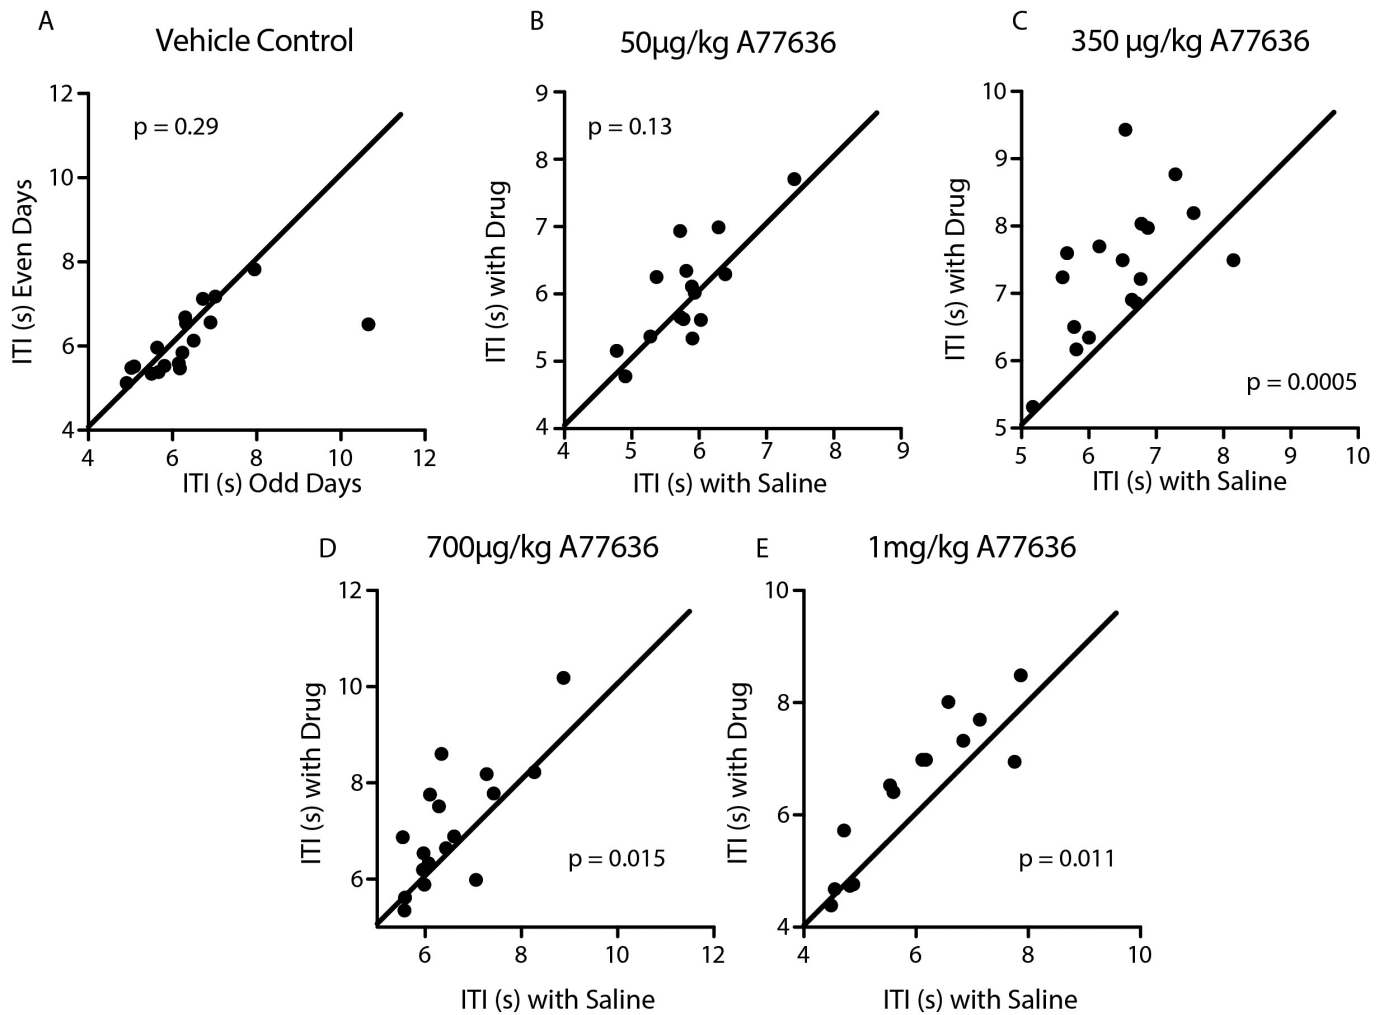 A
Vehicle Control
12
10
8
6
4
p = 0.29
ITI (s) Even Days
4
6
8
10
12
ITI (s) Odd Days
B
50µg/kg A77636
9
8
7
6
5
4
p = 0.13
ITI (s) with Drug
4
5
6
7
8
9
ITI (s) with Saline
C
350 µg/kg A77636
10
9
8
7
6
5
ITI (s) with Drug
p = 0.0005
5
6
7
8
9
10
ITI (s) with Saline
D
700µg/kg A77636
12
10
8
6
ITI (s) with Drug
p = 0.015
6
8
10
12
ITI (s) with Saline
E
1mg/kg A77636
10
8
6
4
ITI (s) with Drug
p = 0.011
4
6
8
10
ITI (s) with Saline